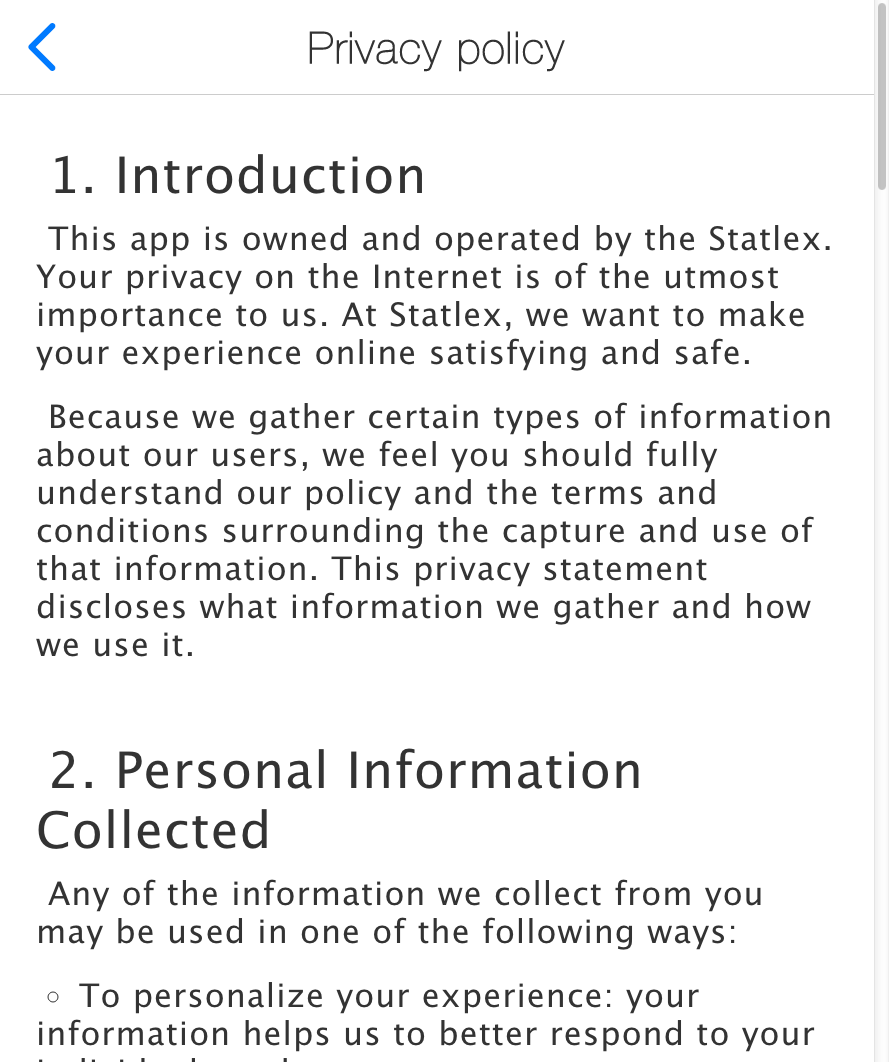 Privacy policy
1. Introduction
This app is owned and operated by the Statlex.
Your privacy on the Internet is of the utmost
importance to us. At Statlex, we want to make
your experience online satisfying and safe.
Because we gather certain types of information
about our users, we feel you should fully
understand our policy and the terms and
conditions surrounding the capture and use of
that information. This privacy statement
discloses what information we gather and how
we use it.
2. Personal Information
Collected
Any of the information we collect from you
may be used in one of the following ways:
◦ To personalize your experience: your
information helps us to better respond to your